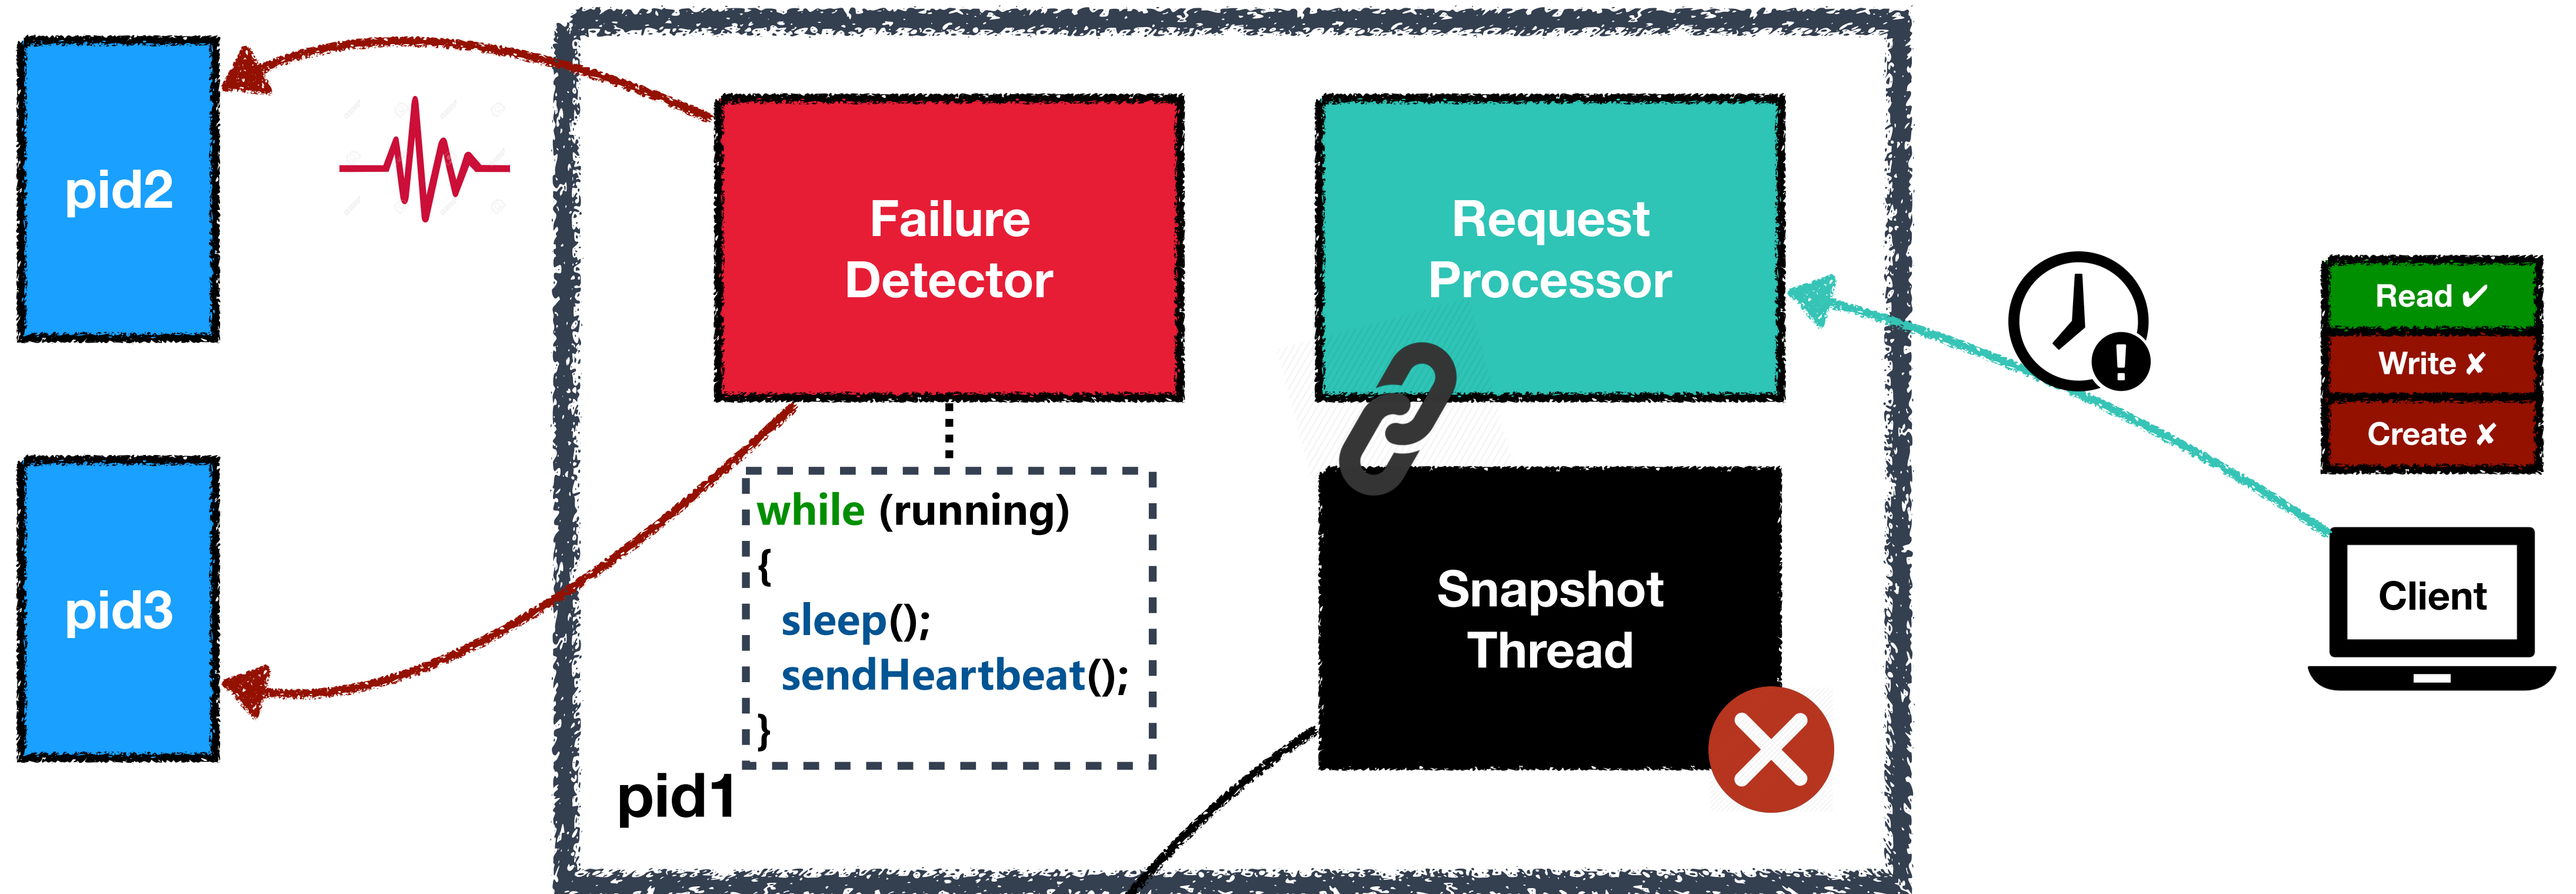 pid2
pid3
Failure
Detector
while (running)
{
sleep();
sendHeartbeat();
}
pid1
Request
Processor
Snapshot
Thread
!
Read ✔
Write ✘
Create ✘
Client